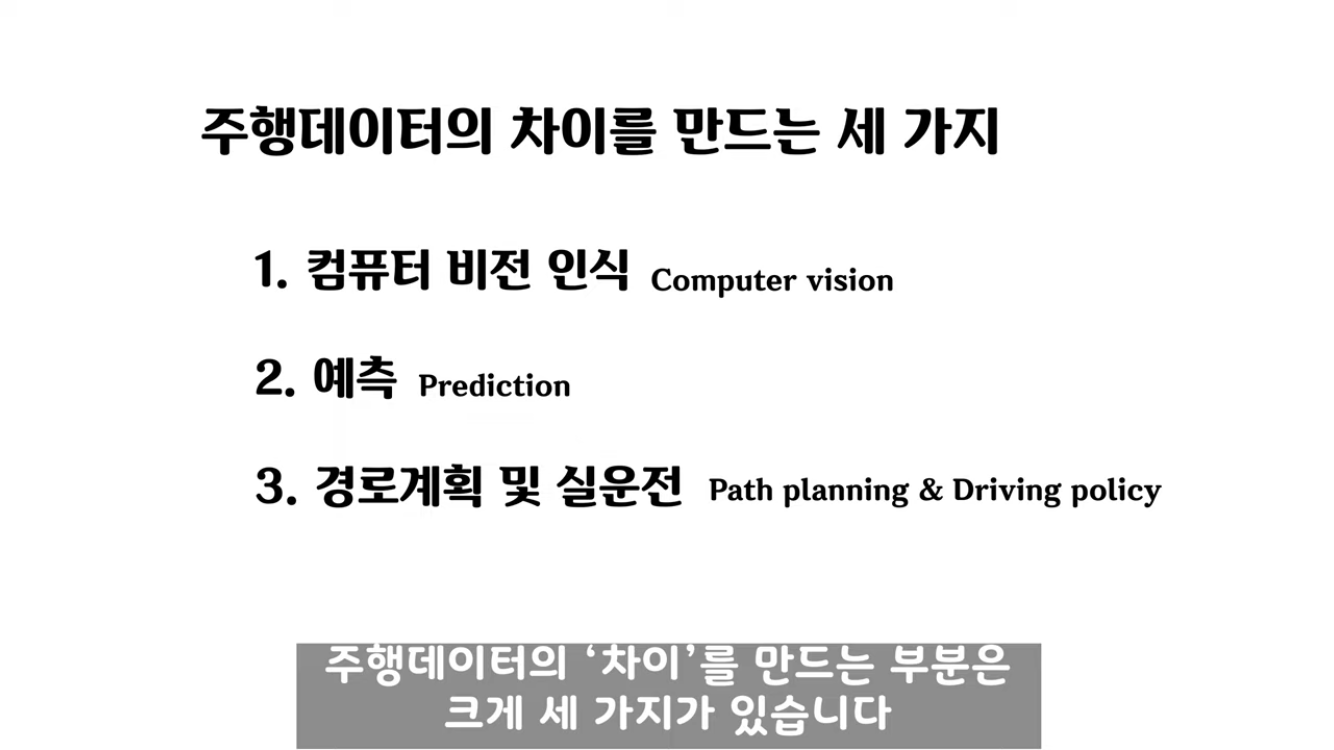 주행데이터의 차이를 만드는 세 가지
1. 컴퓨터 비전 인식 Computer vision
2. 예측 Prediction
3. 경로계획 및 실운전 Path planning & Driving policy
주행데이터의 ‘차이’를 만드는 부분은
크게 세 가지가 있습니다